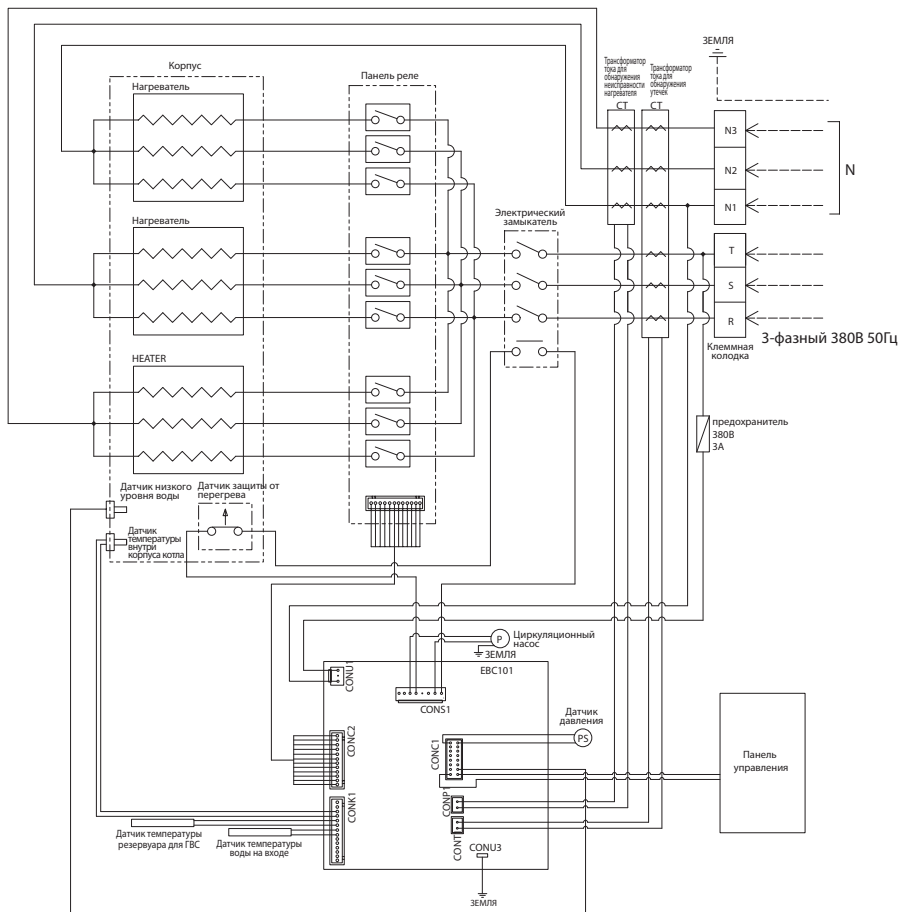 ЗЕМЛЯ
Корпус
Панель реле
Трансформатор
тока для
обнаружения
неисправности
нагревателя
Трансформатор
тока для
обнаружения
утечек
CT
CT
Нагреватель
N3
N2
N
N1
Нагреватель
Электрический
замыкатель
T
S
R
Клеммная
колодка
3-фазный 380В 50Гц
HEATER
предохранитель
380В
3А
Датчик низкого
уровня воды
Датчик защиты от
перегрева
Датчик
температуры
внутри
корпуса котла
P
Циркуляционный
насос
ЗЕМЛЯ
EBC101
CONU1
CONS1
Датчик
давления
PS
CONC2
CONC1
Панель
управления
CONK1
CONP1
CONT
CONU3
Датчик температуры
резервуара для ГВС
Датчик температуры
воды на входе
ЗЕМЛЯ